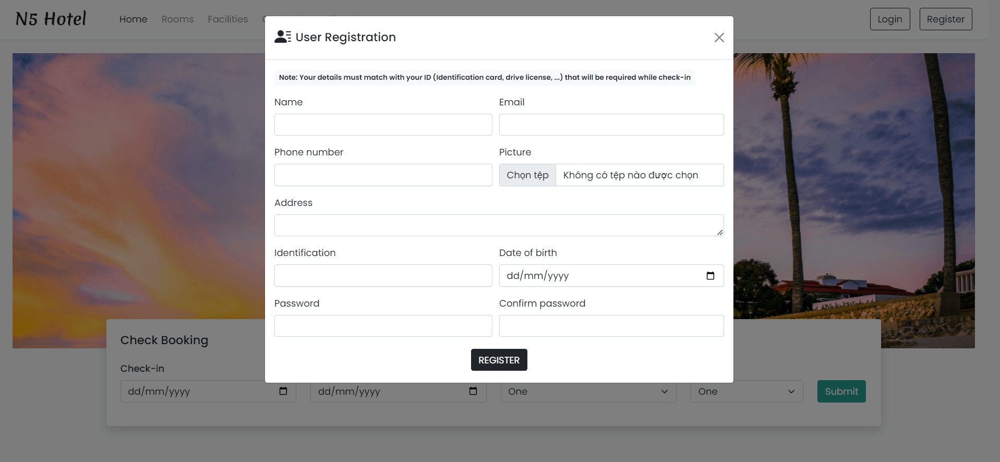 N5 Hotel
Home Rooms Facilities
Login Register
User Registration
Note: Your details must match with your ID (Identification card, drive license, ...) that will be required while check-in
Name Email
Phone number Picture
Chọn tệp Không có tệp nào được chọn
Address
Identification Date of birth
dd/mm/yyyy
Password Confirm password
REGISTER
Check Booking
Check-in
dd/mm/yyyy dd/mm/yyyy One One Submit